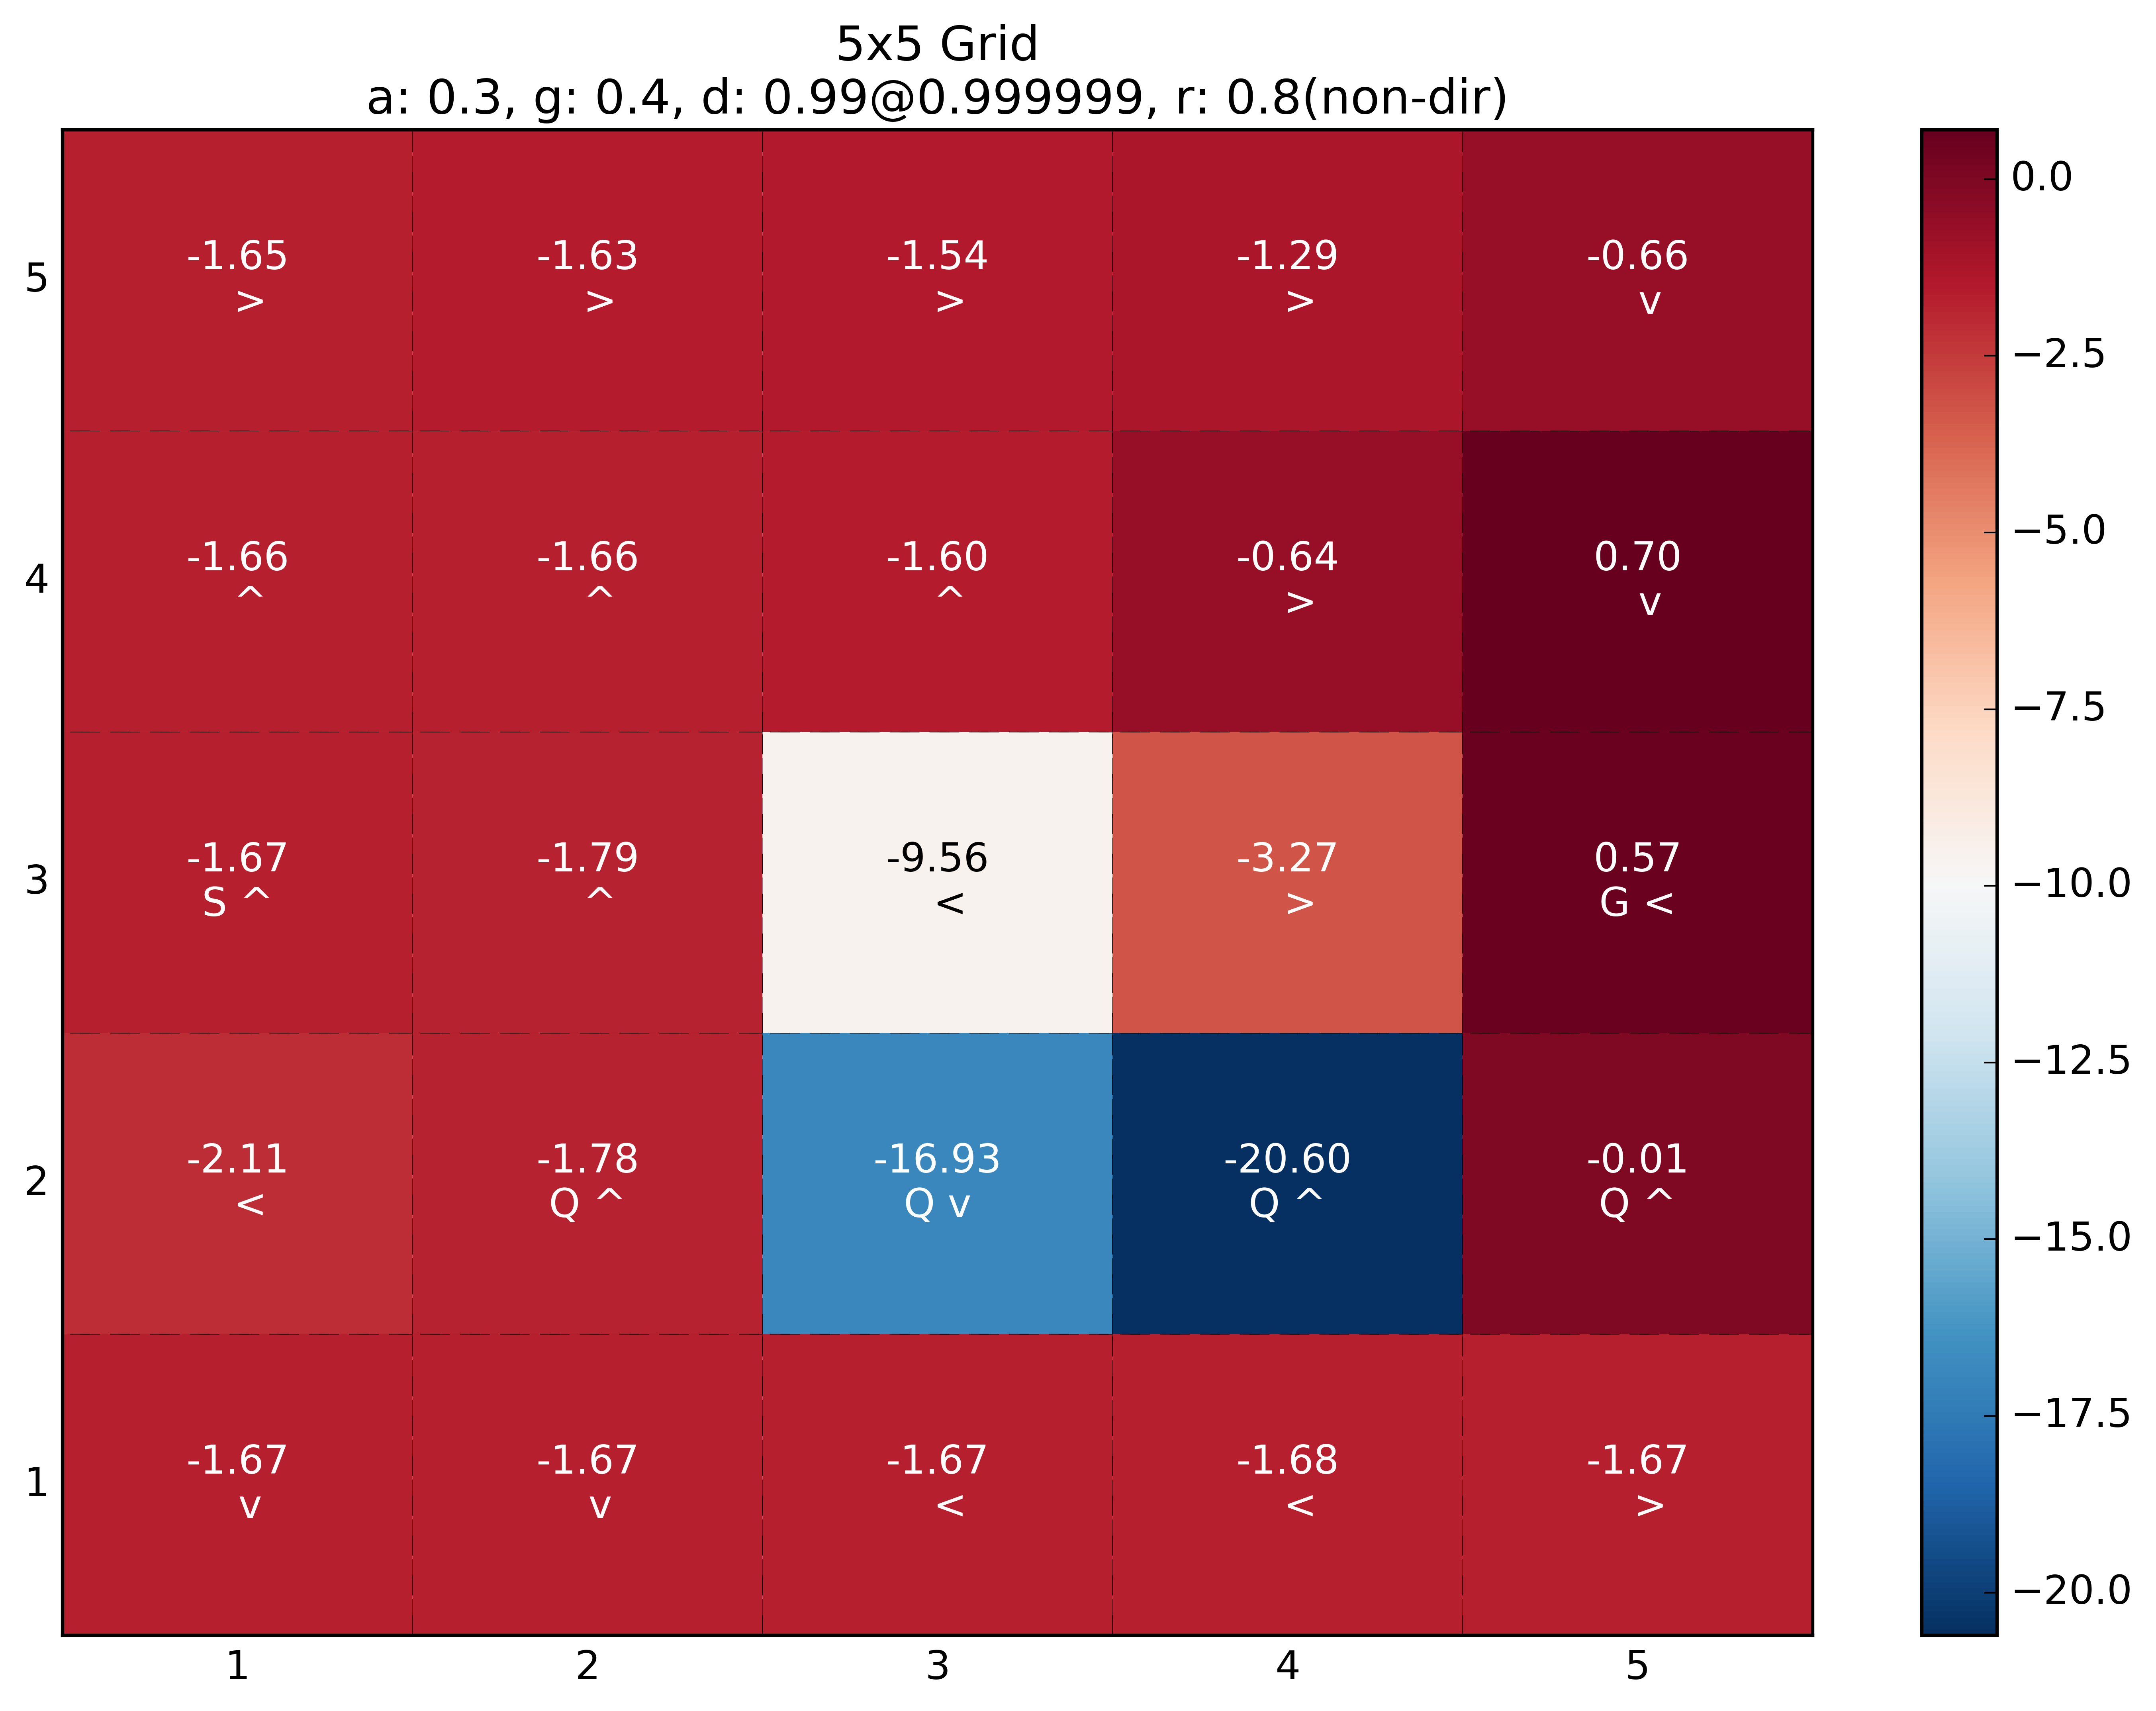 5x5 Grid
a: 0.3, g: 0.4, d: 0.99@0.999999, r: 0.8(non-dir)
5
-1.65 -1.63 -1.54 -1.29 -0.66
> > > > v
4
-1.66 -1.66 -1.60 -0.64 0.70
^ ^ ^ > v
3
-1.67 -1.79 -9.56 -3.27 0.57
S ^ ^ < > G <
2
-2.11 -1.78 -16.93 -20.60 -0.01
< Q ^ Q v Q ^ Q ^
1
-1.67 -1.67 -1.67 -1.68 -1.67
v v < < >
1 2 3 4 5
0.0
−2.5
−5.0
−7.5
−10.0
−12.5
−15.0
−17.5
−20.0